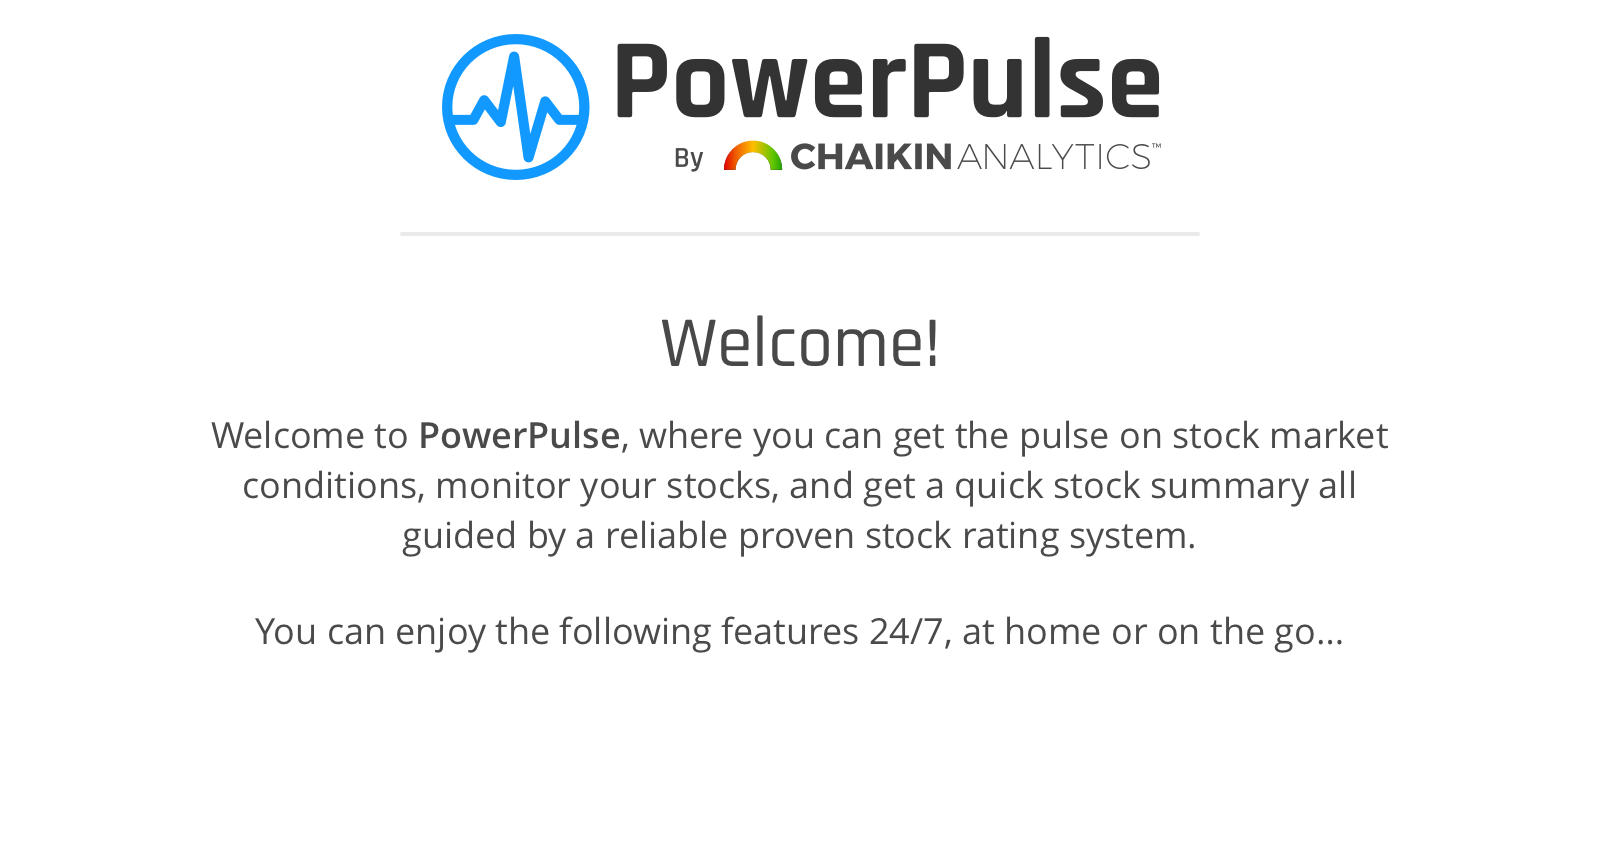 PowerPulse
By CHAIKIN ANALYTICS™
Welcome!
Welcome to PowerPulse, where you can get the pulse on stock market
conditions, monitor your stocks, and get a quick stock summary all
guided by a reliable proven stock rating system.
You can enjoy the following features 24/7, at home or on the go...